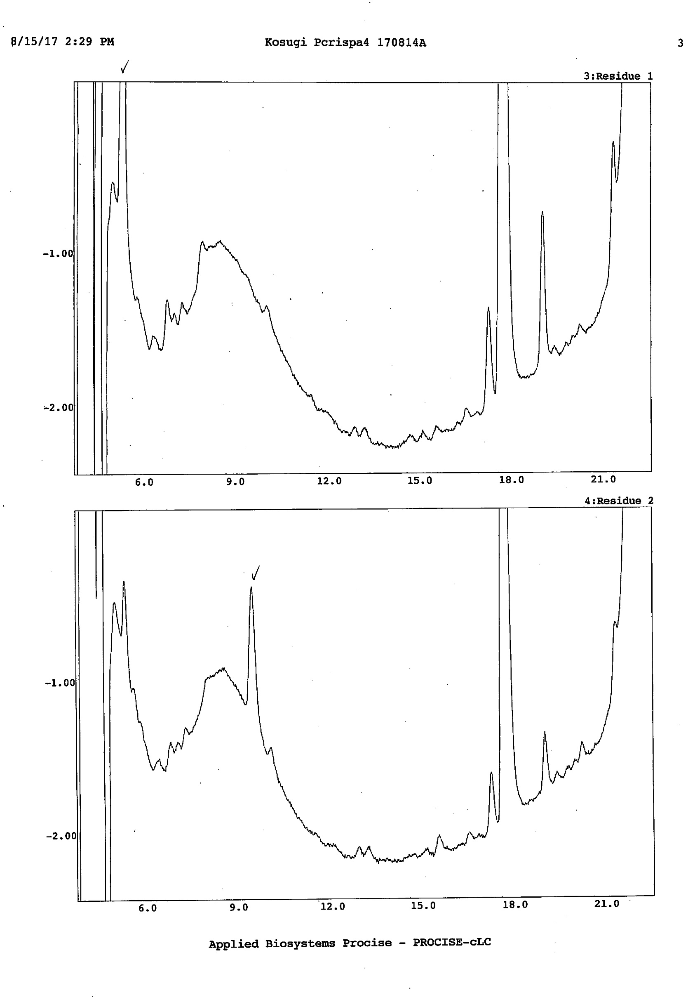 8/15/17 2:29 PM Kosugi Pcrispa4 170814A 3
3:Residue 1
-1.00
-2.00
6.0 9.0 12.0 15.0 18.0 21.0
4:Residue 2
-1.00
-2.00
6.0 9.0 12.0 15.0 18.0 21.0
Applied Biosystems Procise - PROCISE-cLC